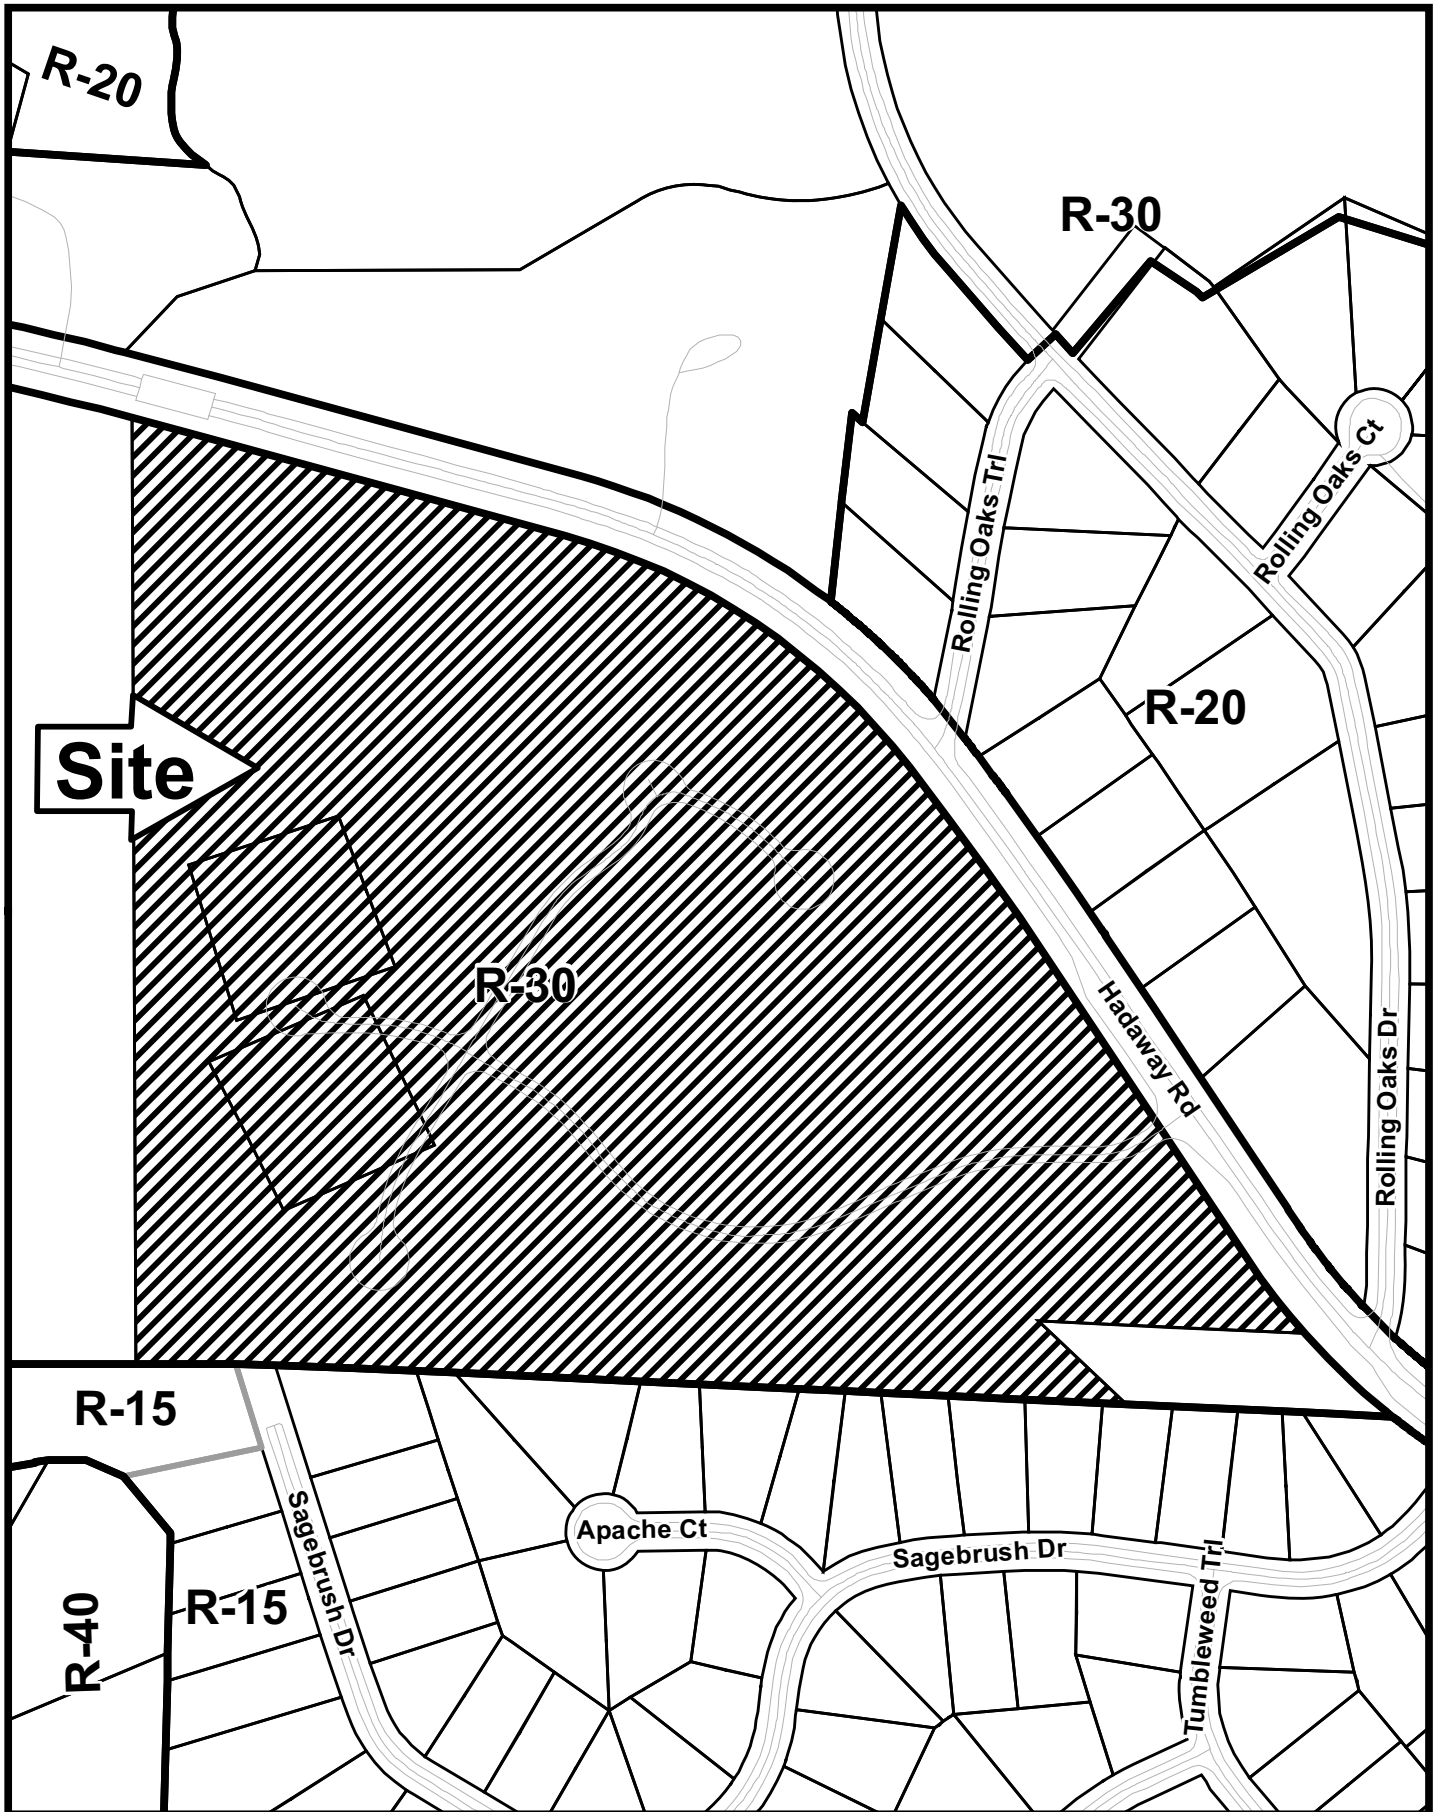 R-20
R-30
Rolling Oaks Ct
Rolling Oaks Trl
R-20
Site
R-30
Hadaway Rd
Rolling Oaks Dr
R-15
Sagebrush Dr
Apache Ct
Sagebrush Dr
Tumbleweed Trl
R-15
R-40